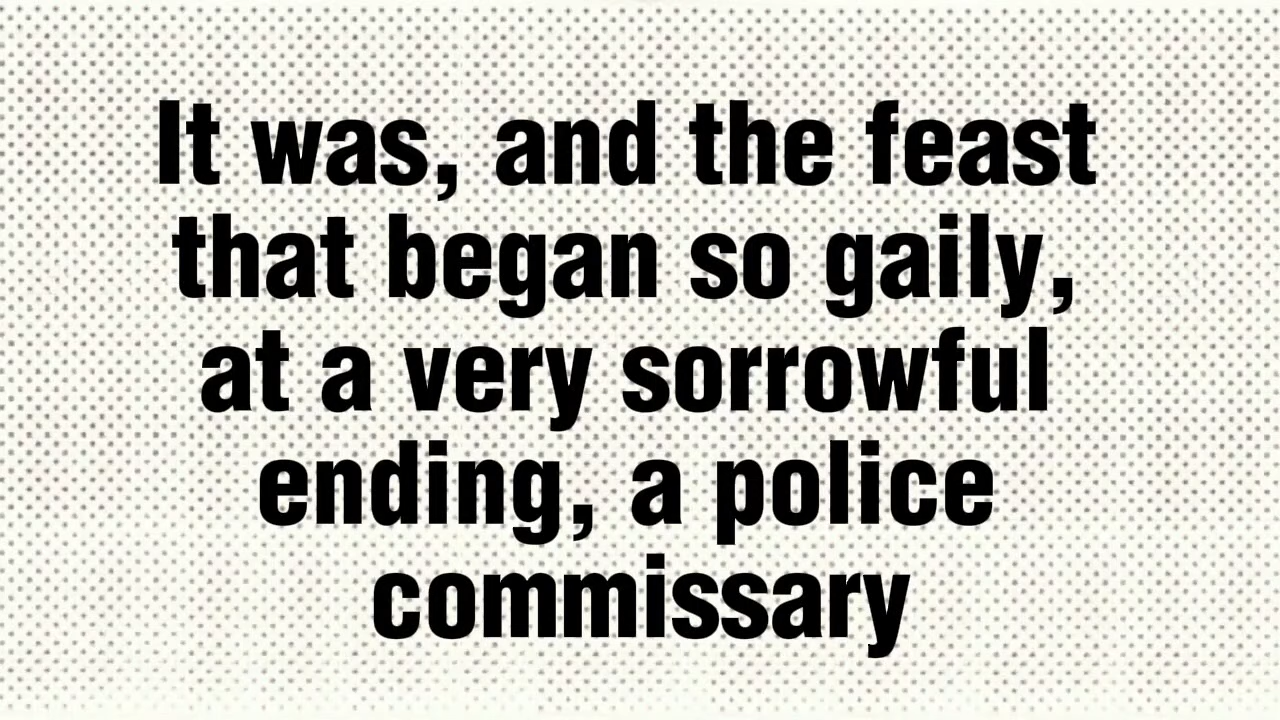 It was, and the feast
that began so gaily,
at a very sorrowful
ending, a police
commissary